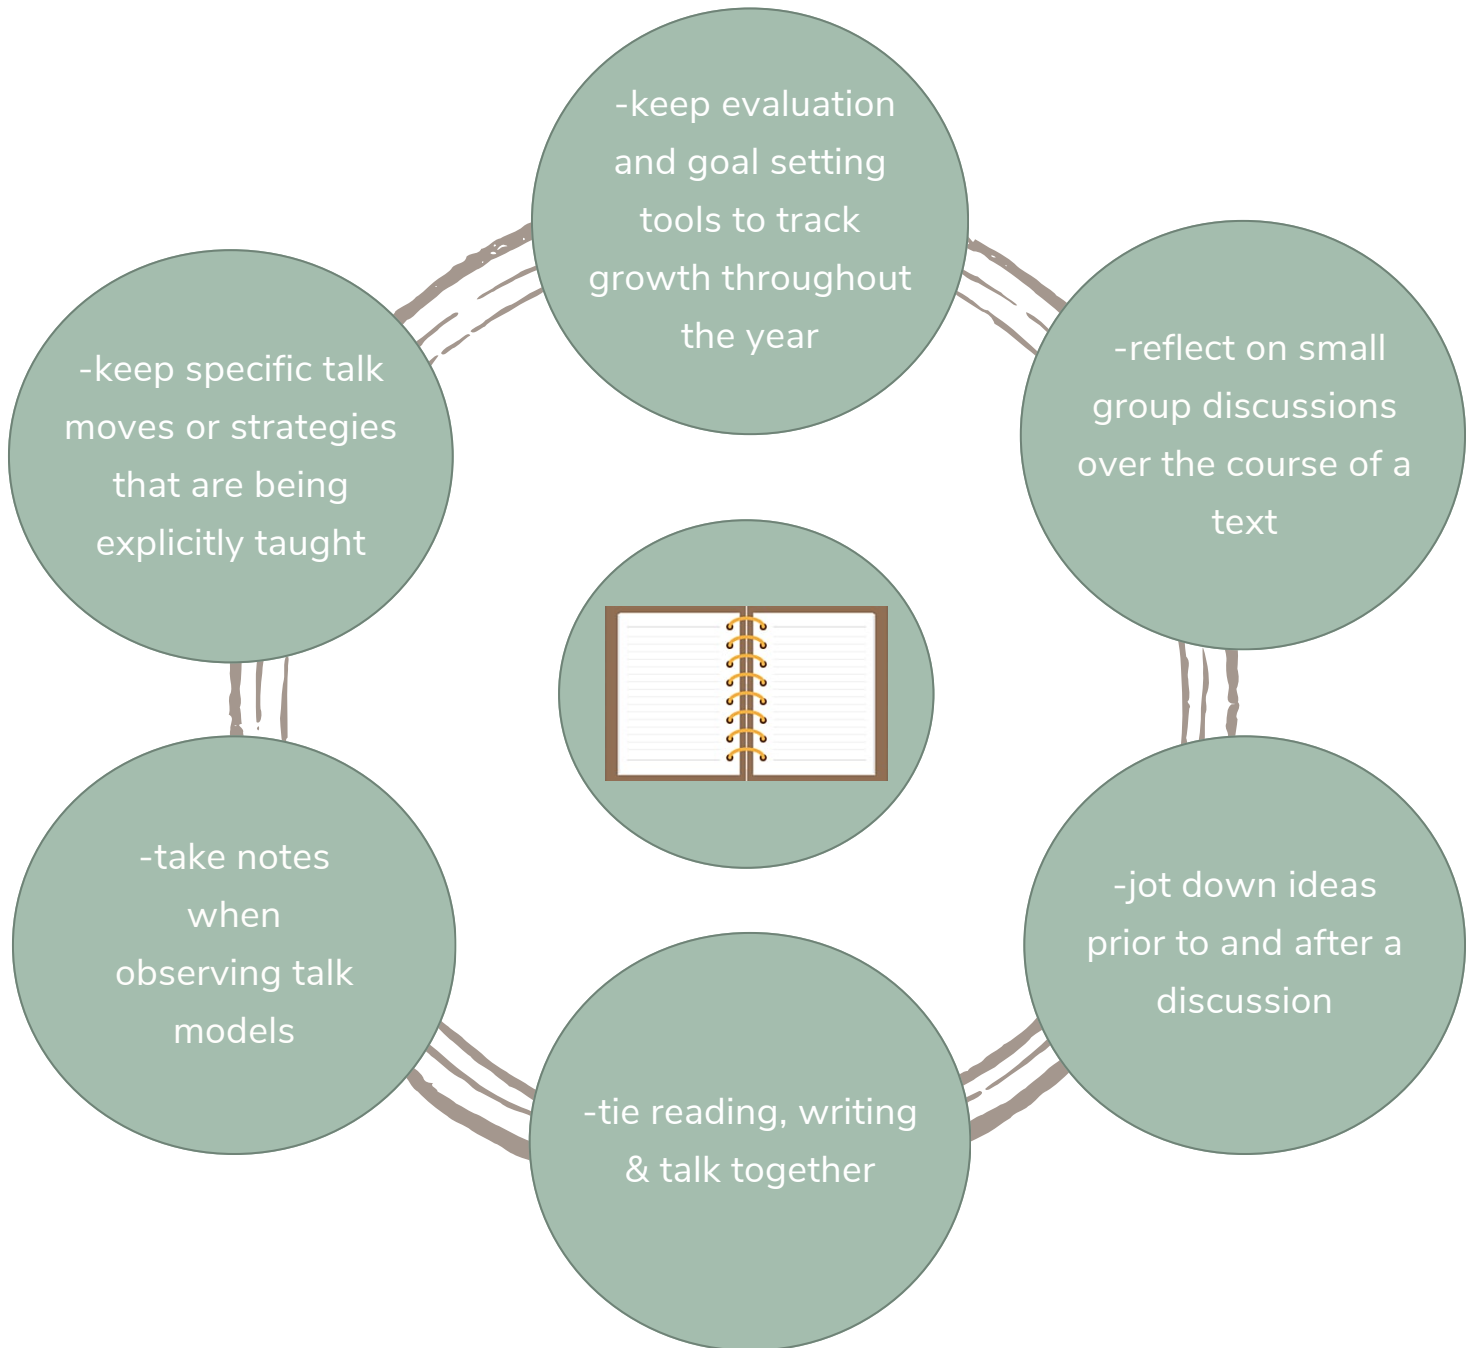 -keep evaluation
and goal setting
tools to track
growth throughout
the year
-reflect on small
group discussions
over the course of a
text
-jot down ideas
prior to and after a
discussion
-tie reading, writing
& talk together
-take notes
when
observing talk
models
-keep specific talk
moves or strategies
that are being
explicitly taught